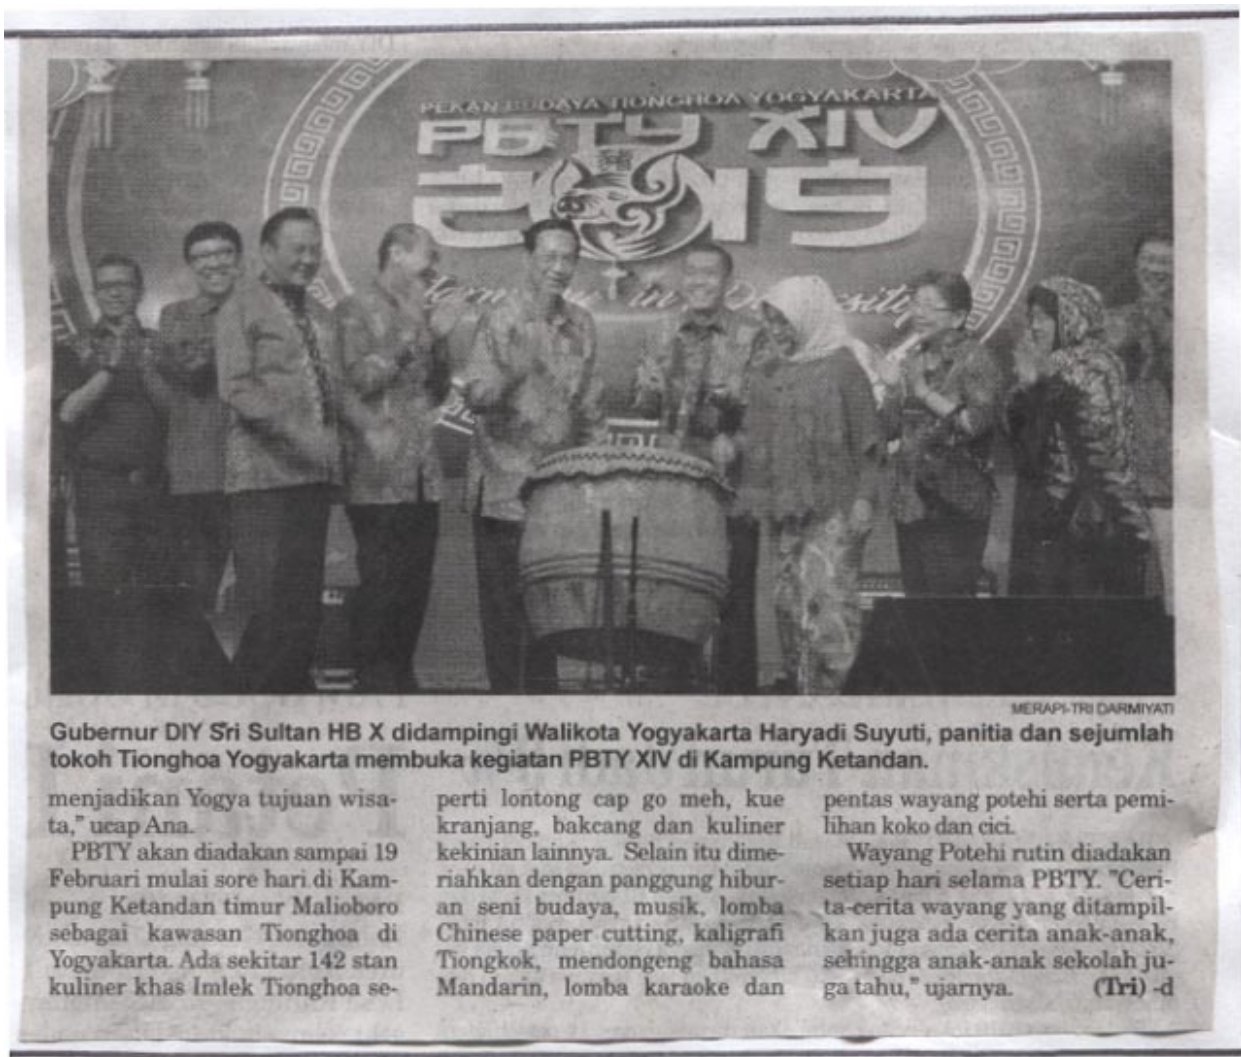 PEKAN BUDAYA TIONGHOA YOGYAKARTA
PBTY XIV
2019
in Diversity
MERAPI-TRI DARMIYATI
Gubernur DIY Sri Sultan HB X didampingi Walikota Yogyakarta Haryadi Suyuti, panitia dan sejumlah
tokoh Tionghoa Yogyakarta membuka kegiatan PBTY XIV di Kampung Ketandan.
menjadikan Yogya tujuan wisa-
ta,” ucap Ana.
PBTY akan diadakan sampai 19
Februari mulai sore hari di Kam-
pung Ketandan timur Malioboro
sebagai kawasan Tionghoa di
Yogyakarta. Ada sekitar 142 stan
kuliner khas Imlek Tionghoa se-
perti lontong cap go meh, kue
kranjang, bakcang dan kuliner
kekinian lainnya. Selain itu dime-
riahkan dengan panggung hibur-
an seni budaya, musik, lomba
Chinese paper cutting, kaligrafi
Tiongkok, mendongeng bahasa
Mandarin, lomba karaoke dan
pentas wayang potehi serta pemi-
lihan koko dan cici.
Wayang Potehi rutin diadakan
setiap hari selama PBTY. ”Ceri-
ta-cerita wayang yang ditampil-
kan juga ada cerita anak-anak,
sehingga anak-anak sekolah ju-
ga tahu,” ujarnya. (Tri) -d